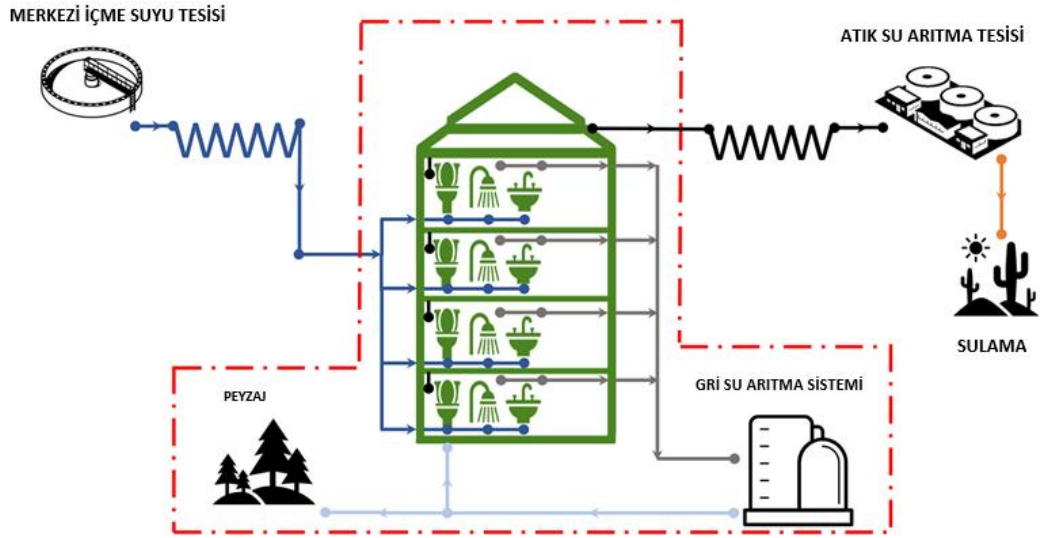 MERKEZİ İÇME SUYU TESİSİ
ATIK SU ARITMA TESİSİ
SULAMA
PEYZAJ
GRİ SU ARITMA SİSTEMİ